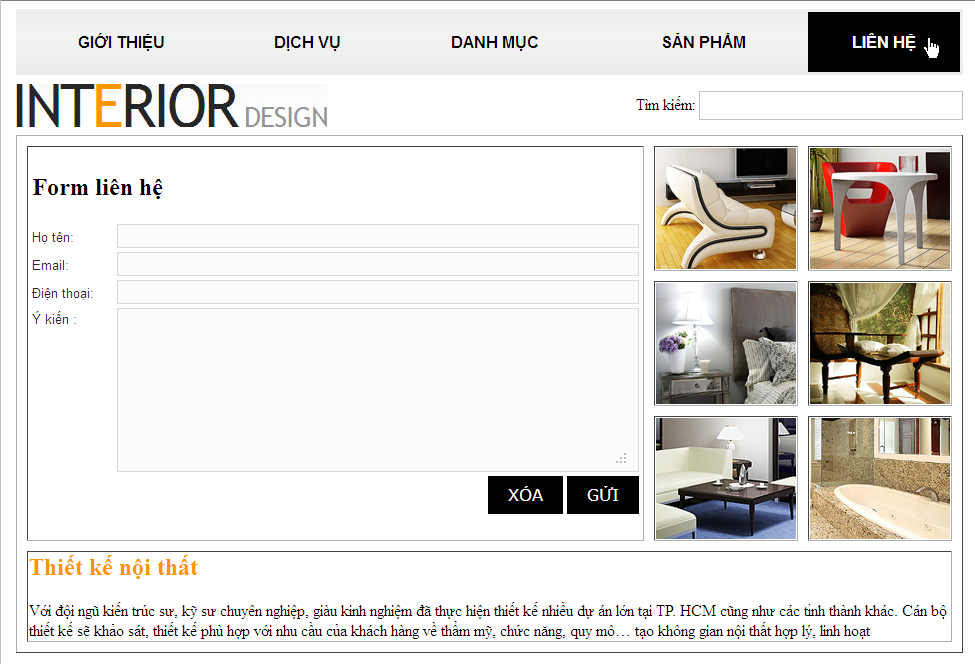 GIỚI THIỆU DỊCH VỤ DANH MỤC SẢN PHẨM LIÊN HỆ
INTERIOR DESIGN
Tìm kiếm:
Form liên hệ
Họ tên:
Email:
Điện thoại:
Ý kiến :
XÓA GỬI
Thiết kế nội thất
Với đội ngũ kiến trúc sư, kỹ sư chuyên nghiệp, giàu kinh nghiệm đã thực hiện thiết kế nhiều dự án lớn tại TP. HCM cũng như các tỉnh thành khác. Cán bộ
thiết kế sẽ khảo sát, thiết kế phù hợp với nhu cầu của khách hàng về thẩm mỹ, chức năng, quy mô… tạo không gian nội thất hợp lý, linh hoạt